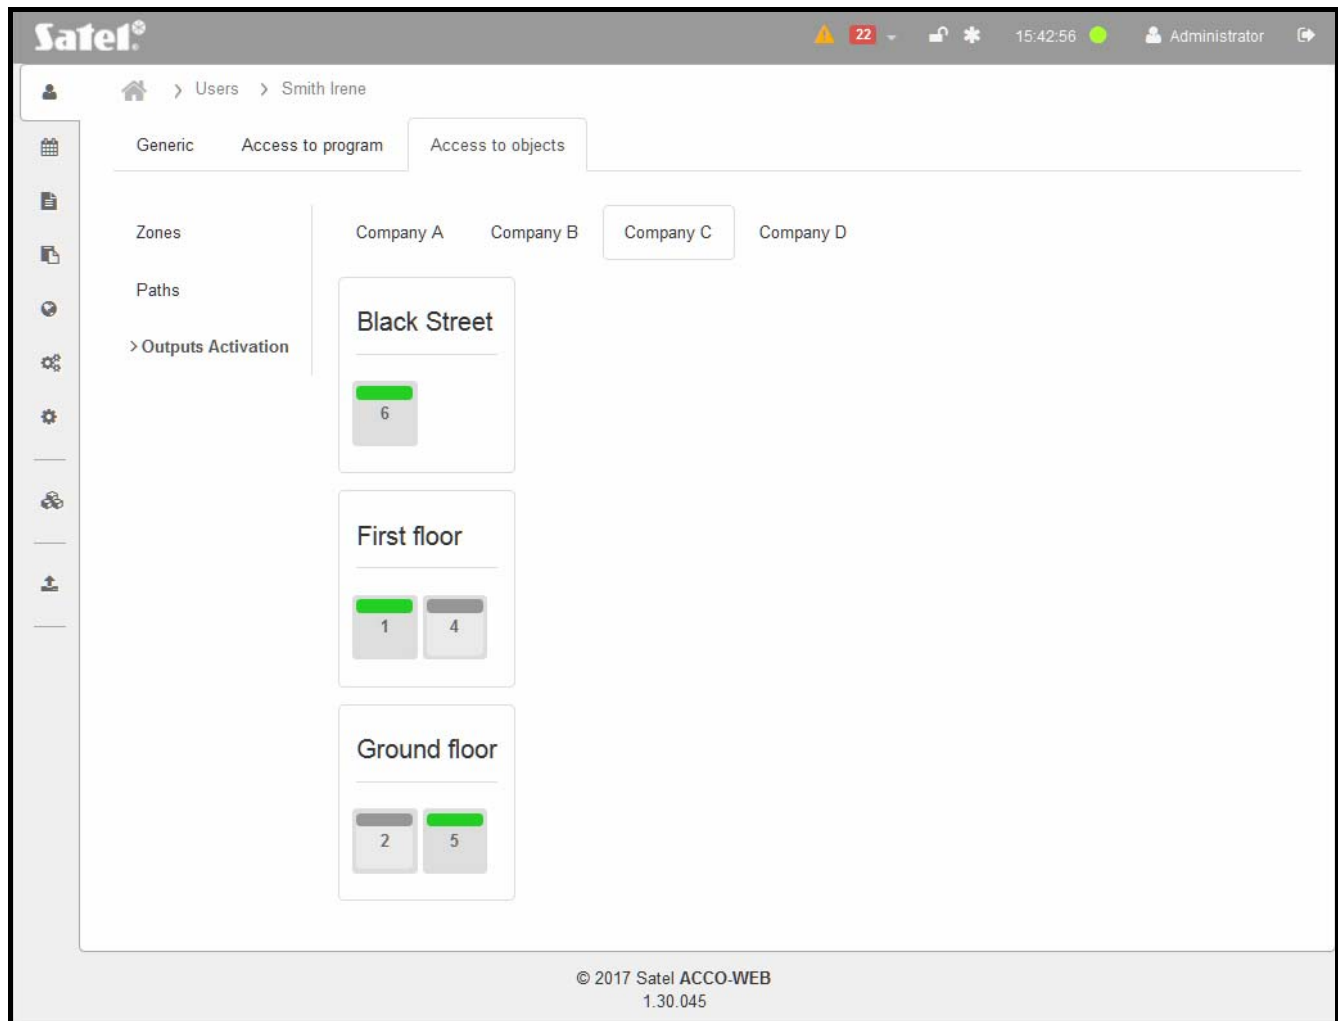 Satel®
22
15:42:56
Administrator
> Users > Smith Irene
Generic Access to program Access to objects
Zones
Paths
> Outputs Activation
Company A Company B Company C Company D
Black Street
6
First floor
1 4
Ground floor
2 5
© 2017 Satel ACCO-WEB
1.30.045